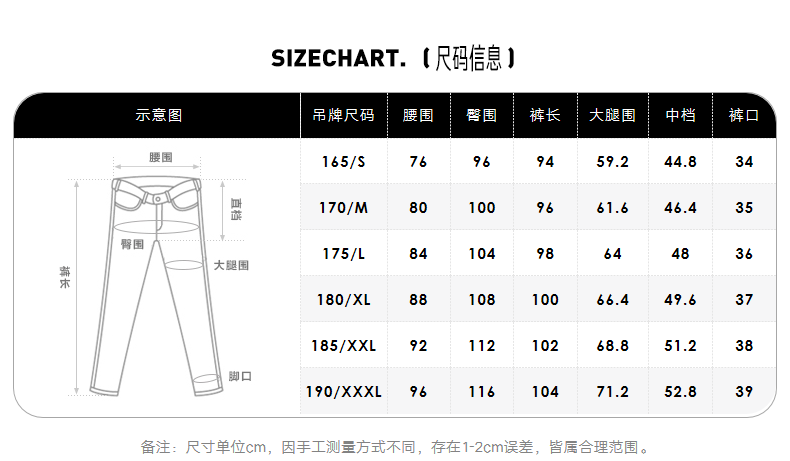 SIZECHART.（尺码信息）
示意图 吊牌尺码 腰围 臀围 裤长 大腿围 中档 裤口
165/S 76 96 94 59.2 44.8 34
170/M 80 100 96 61.6 46.4 35
175/L 84 104 98 64 48 36
180/XL 88 108 100 66.4 49.6 37
185/XXL 92 112 102 68.8 51.2 38
190/XXXL 96 116 104 71.2 52.8 39
腰围
直档
臀围
大腿围
裤长
脚口
备注：尺寸单位cm，因手工测量方式不同，存在1-2cm误差，皆属合理范围。